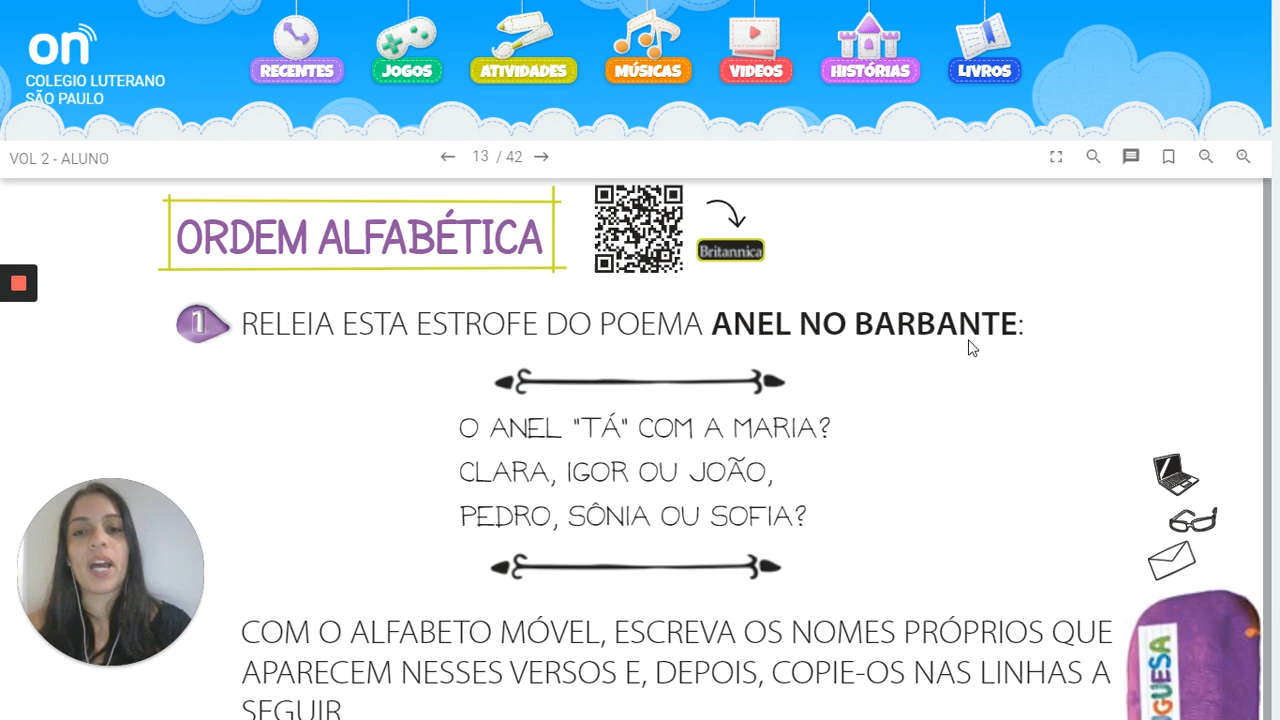 on
COLEGIO LUTERANO
SÃO PAULO
RECENTES
JOGOS
ATIVIDADES
MÚSICAS
VIDEOS
HISTÓRIAS
LIVROS
VOL 2 - ALUNO
13 / 42
ORDEM ALFABÉTICA
Britannica
1 RELEIA ESTA ESTROFE DO POEMA ANEL NO BARBANTE:
O ANEL "TÁ" COM A MARIA?
CLARA, IGOR OU JOÃO,
PEDRO, SÔNIA OU SOFIA?
COM O ALFABETO MÓVEL, ESCREVA OS NOMES PRÓPRIOS QUE
APARECEM NESSES VERSOS E, DEPOIS, COPIE-OS NAS LINHAS A
SEGUIR
GUESA